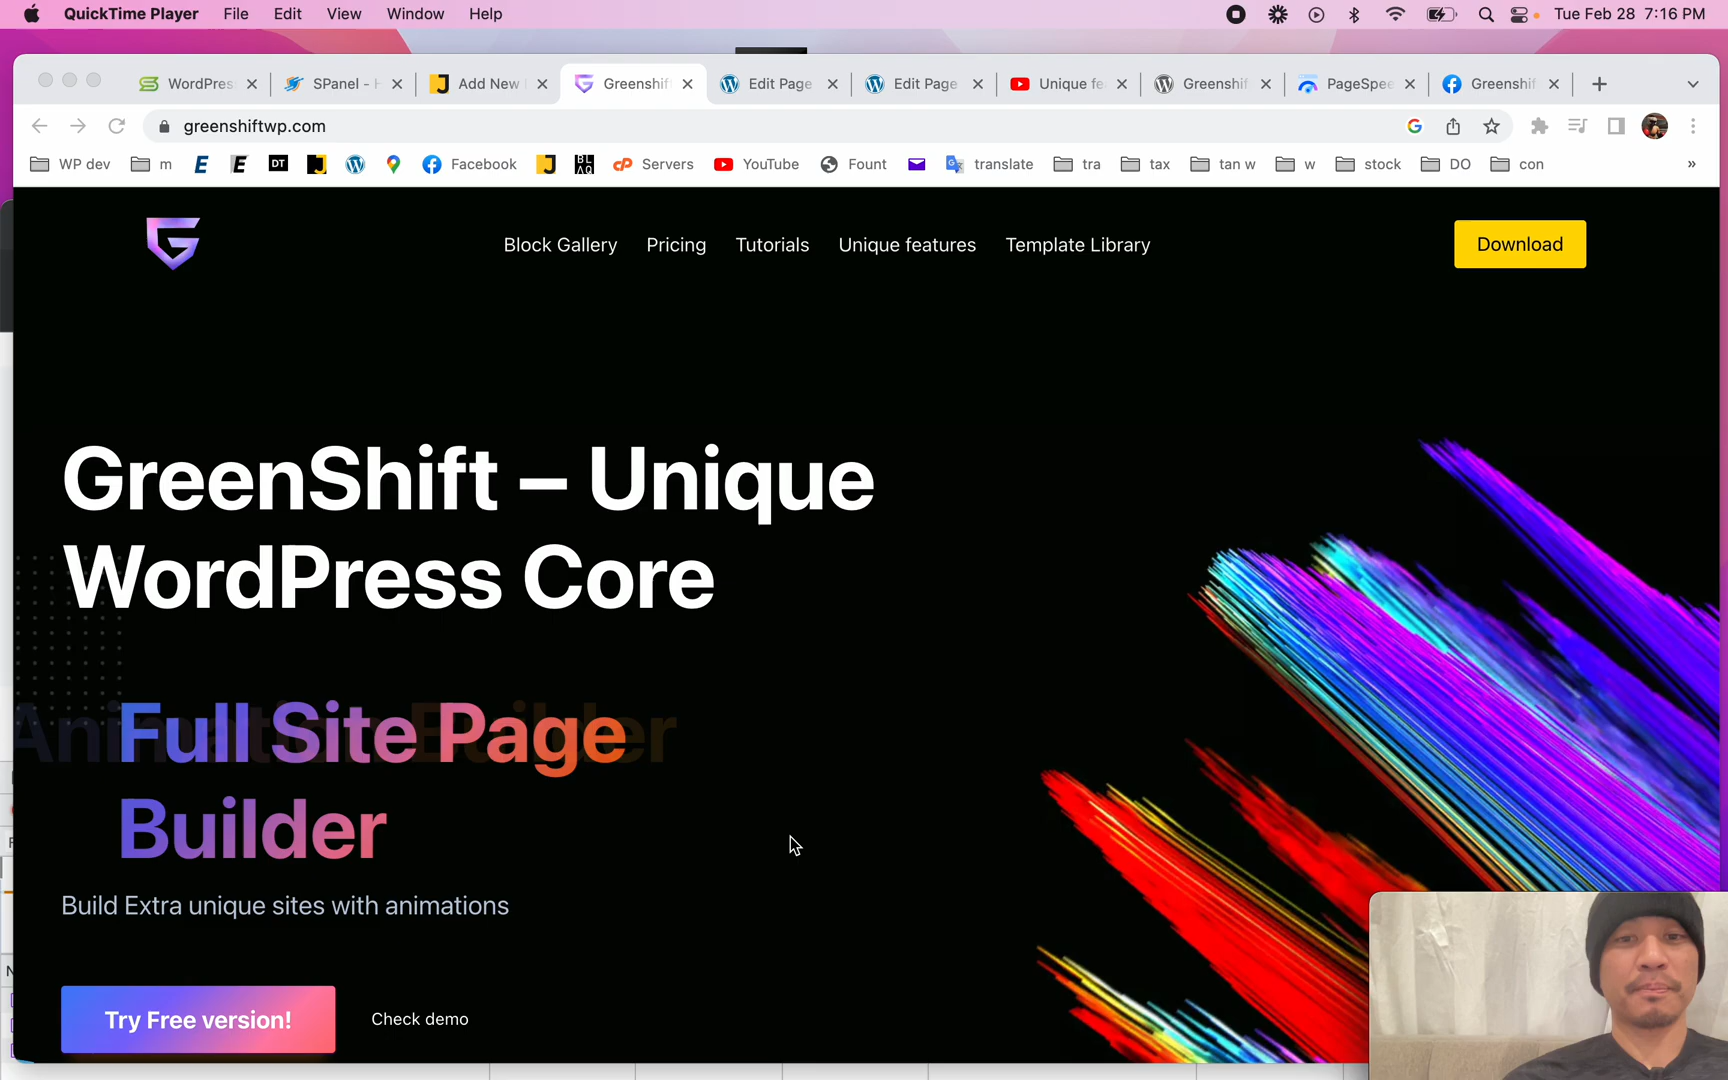 QuickTime Player File Edit View Window Help Tue Feb 28 7:16 PM
WordPres SPanel - Add New Greenshif Edit Page Edit Page Unique fe Greenshif PageSpee Greenshif
greenshiftwp.com
WP dev m Facebook Servers YouTube Fount translate tra tax tan w w stock DO con
Block Gallery Pricing Tutorials Unique features Template Library Download
GreenShift – Unique
WordPress Core
Full Site Page
Builder
Build Extra unique sites with animations
Try Free version! Check demo